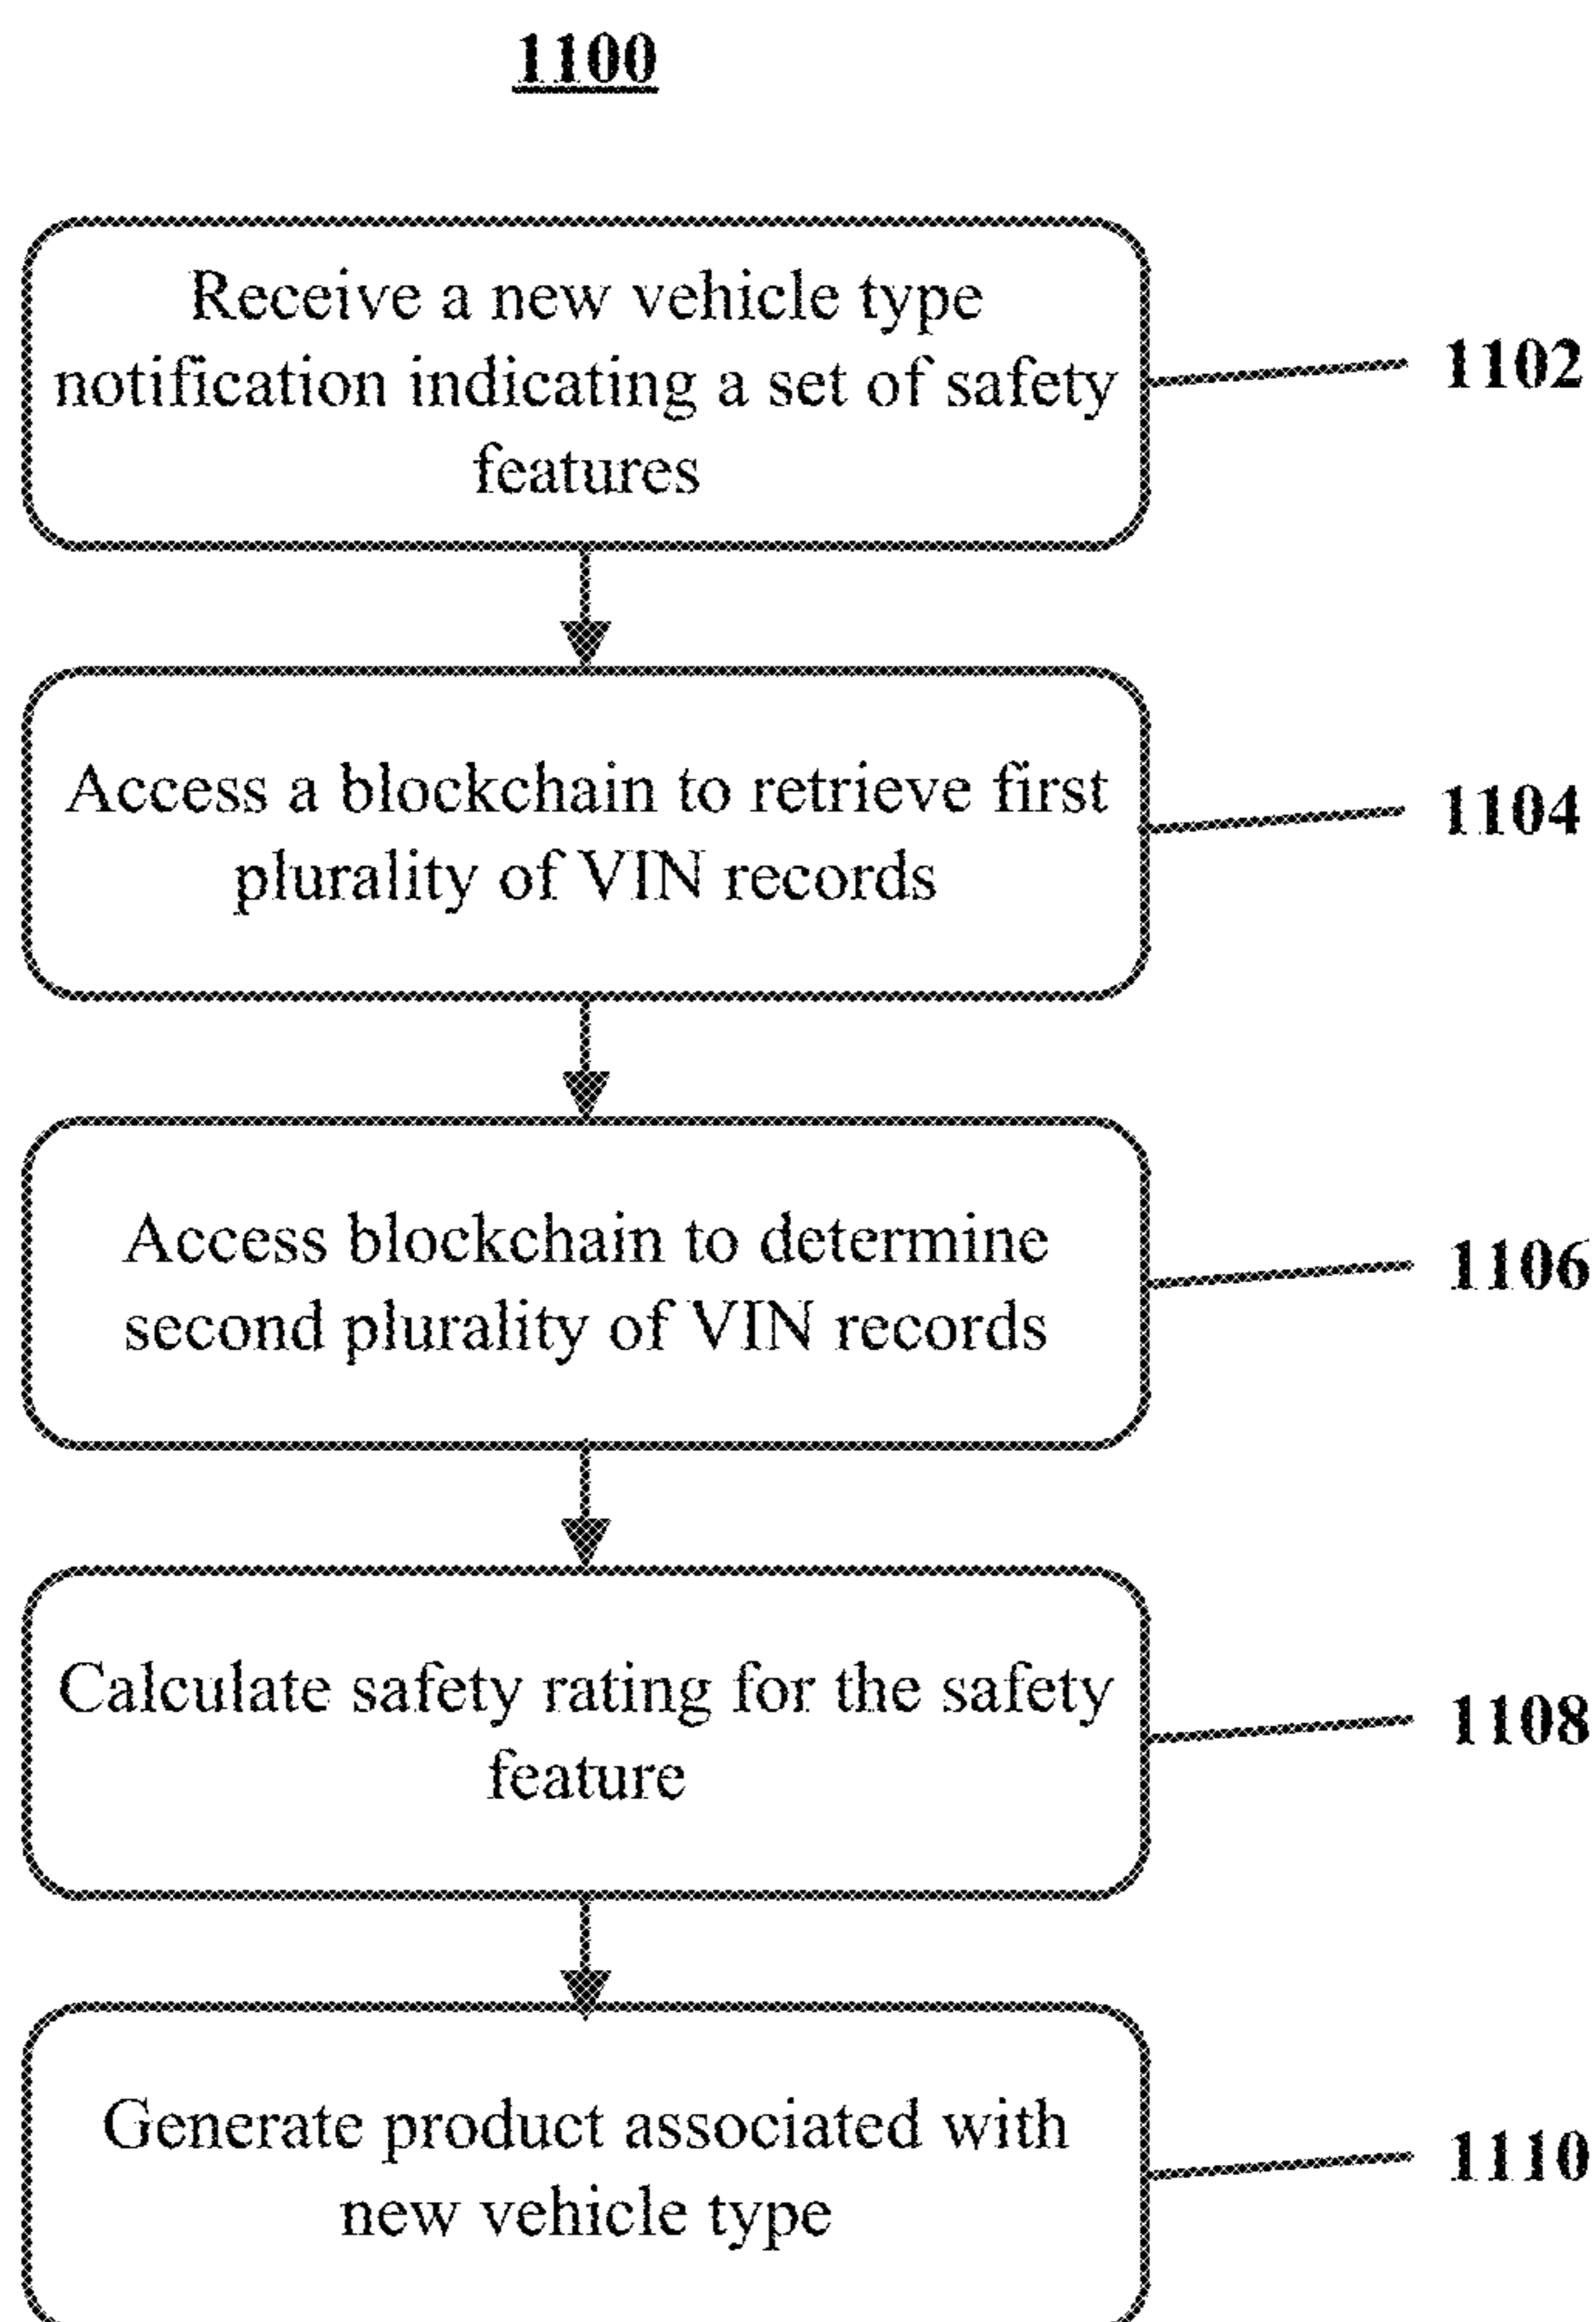 1100
Receive a new vehicle type
notification indicating a set of safety
features
1102
Access a blockchain to retrieve first
plurality of VIN records
1104
Access blockchain to determine
second plurality of VIN records
1106
Calculate safety rating for the safety
feature
1108
Generate product associated with
new vehicle type
1110